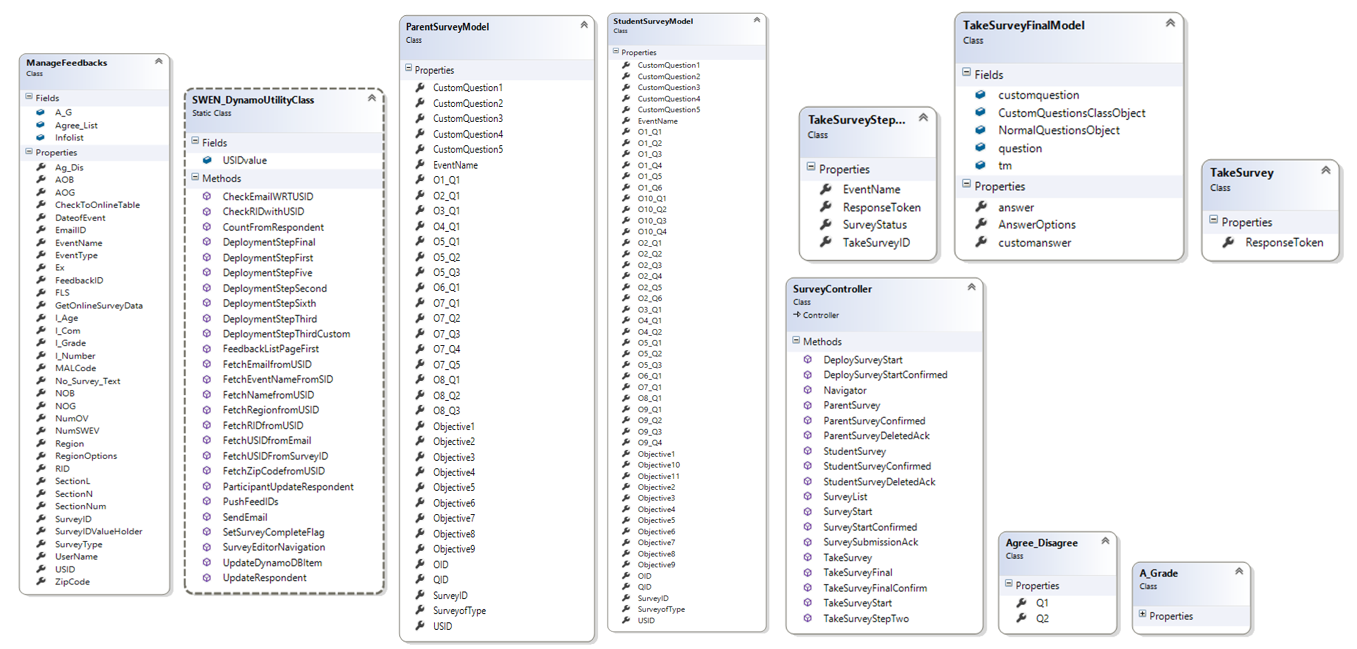 ManageFeedbacks
Class
Fields
A_G
Agree_List
Infolist
Properties
Ag_Dis
AOB
AOG
CheckToOnlineTable
DateofEvent
EmailID
EventName
EventType
Ex
FeedbackID
FLS
GetOnlineSurveyData
I_Age
I_Com
I_Grade
I_Number
MALCode
No_Survey_Text
NOB
NOG
NumOV
NumSWEV
Region
RegionOptions
RID
SectionL
SectionN
SectionNum
SurveyID
SurveyIDValueHolder
SurveyType
UserName
USID
ZipCode
SWEN_DynamoUtilityClass
Static Class
Fields
USIDvalue
Methods
CheckEmailWRTUSID
CheckRIDwithUSID
CountFromRespondent
DeploymentStepFinal
DeploymentStepFirst
DeploymentStepFive
DeploymentStepSecond
DeploymentStepSixth
DeploymentStepThird
DeploymentStepThirdCustom
FeedbackListPageFirst
FetchEmailfromUSID
FetchEventNameFromSID
FetchNamefromUSID
FetchRegionfromUSID
FetchRIDfromUSID
FetchUSIDfromEmail
FetchUSIDFromSurveyID
FetchZipCodefromUSID
ParticipantUpdateRespondent
PushFeedIDs
SendEmail
SetSurveyCompleteFlag
SurveyEditorNavigation
UpdateDynamoDBItem
UpdateRespondent
ParentSurveyModel
Class
Properties
CustomQuestion1
CustomQuestion2
CustomQuestion3
CustomQuestion4
CustomQuestion5
EventName
O1_Q1
O2_Q1
O3_Q1
O4_Q1
O5_Q1
O5_Q2
O5_Q3
O6_Q1
O7_Q1
O7_Q2
O7_Q3
O7_Q4
O7_Q5
O8_Q1
O8_Q2
O8_Q3
Objective1
Objective2
Objective3
Objective4
Objective5
Objective6
Objective7
Objective8
Objective9
OID
QID
SurveyID
SurveyofType
USID
StudentSurveyModel
Class
Properties
CustomQuestion1
CustomQuestion2
CustomQuestion3
CustomQuestion4
CustomQuestion5
EventName
O1_Q1
O1_Q2
O1_Q3
O1_Q4
O1_Q5
O1_Q6
O10_Q1
O10_Q2
O10_Q3
O10_Q4
O2_Q1
O2_Q2
O2_Q3
O2_Q4
O2_Q5
O2_Q6
O3_Q1
O4_Q1
O4_Q2
O5_Q1
O5_Q2
O5_Q3
O6_Q1
O7_Q1
O8_Q1
O9_Q1
O9_Q2
O9_Q3
O9_Q4
Objective1
Objective10
Objective11
Objective2
Objective3
Objective4
Objective5
Objective6
Objective7
Objective8
Objective9
OID
QID
SurveyID
SurveyofType
USID
TakeSurveyStep...
Class
Properties
EventName
ResponseToken
SurveyStatus
TakeSurveyID
TakeSurveyFinalModel
Class
Fields
customquestion
CustomQuestionsClassObject
NormalQuestionsObject
question
tm
Properties
answer
AnswerOptions
customanswer
TakeSurvey
Class
Properties
ResponseToken
SurveyController
Class
Controller
Methods
DeploySurveyStart
DeploySurveyStartConfirmed
Navigator
ParentSurvey
ParentSurveyConfirmed
ParentSurveyDeletedAck
StudentSurvey
StudentSurveyConfirmed
StudentSurveyDeletedAck
SurveyList
SurveyStart
SurveyStartConfirmed
SurveySubmissionAck
TakeSurvey
TakeSurveyFinal
TakeSurveyFinalConfirm
TakeSurveyStart
TakeSurveyStepTwo
Agree_Disagree
Class
Properties
Q1
Q2
A_Grade
Class
Properties